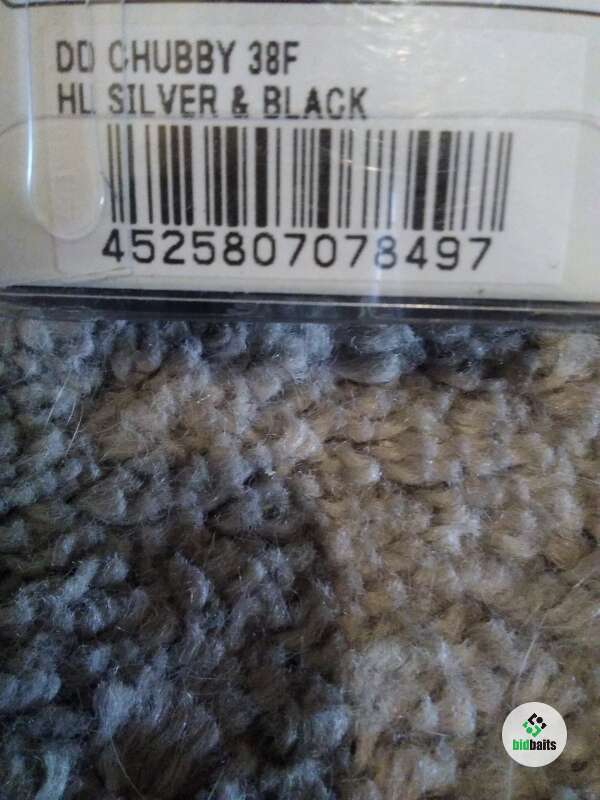 DD CHUBBY 38F
HL SILVER & BLACK
4525807078497
bidbaits